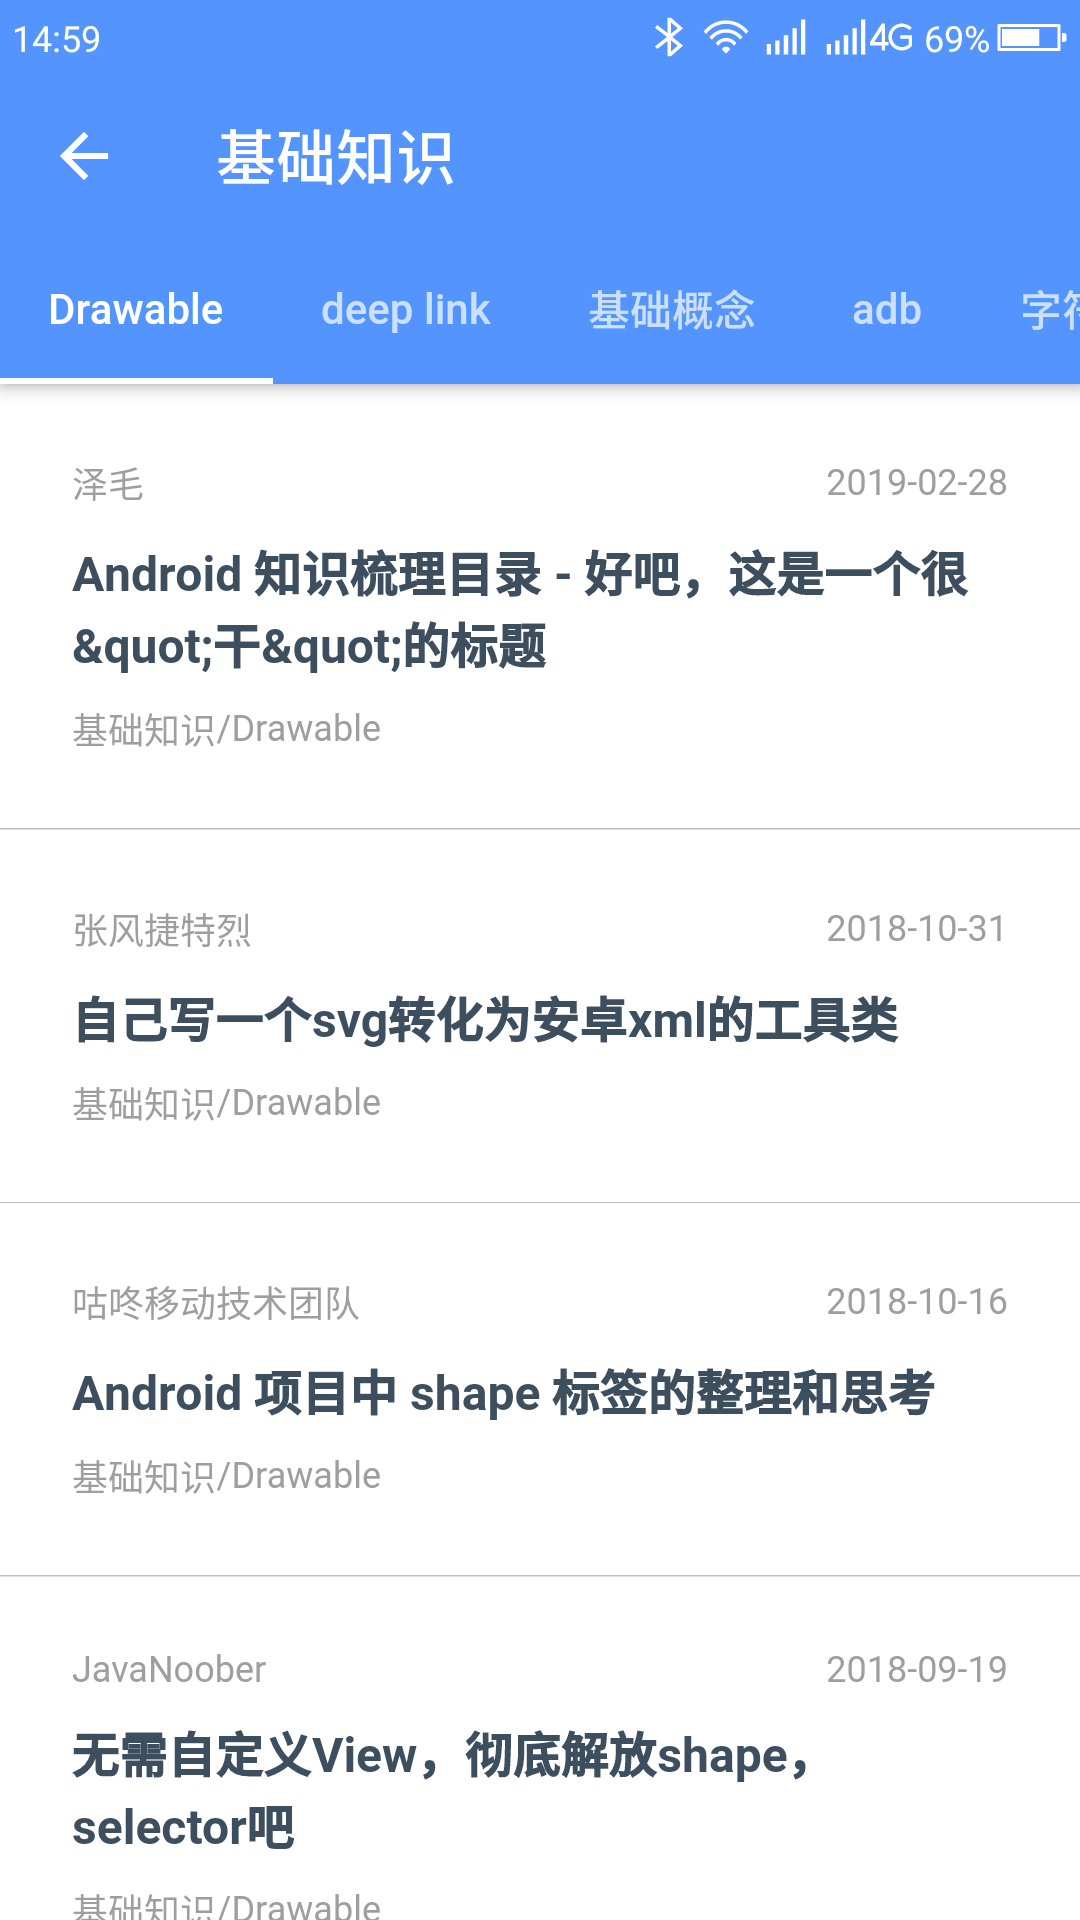 14:59 4G 69%
基础知识
Drawable deep link 基础概念 adb 字
泽毛 2019-02-28
Android 知识梳理目录 - 好吧，这是一个很
&quot;干&quot;的标题
基础知识/Drawable
张风捷特烈 2018-10-31
自己写一个svg转化为安卓xml的工具类
基础知识/Drawable
咕咚移动技术团队 2018-10-16
Android 项目中 shape 标签的整理和思考
基础知识/Drawable
JavaNoober 2018-09-19
无需自定义View，彻底解放shape，
selector吧
基础知识/Drawable